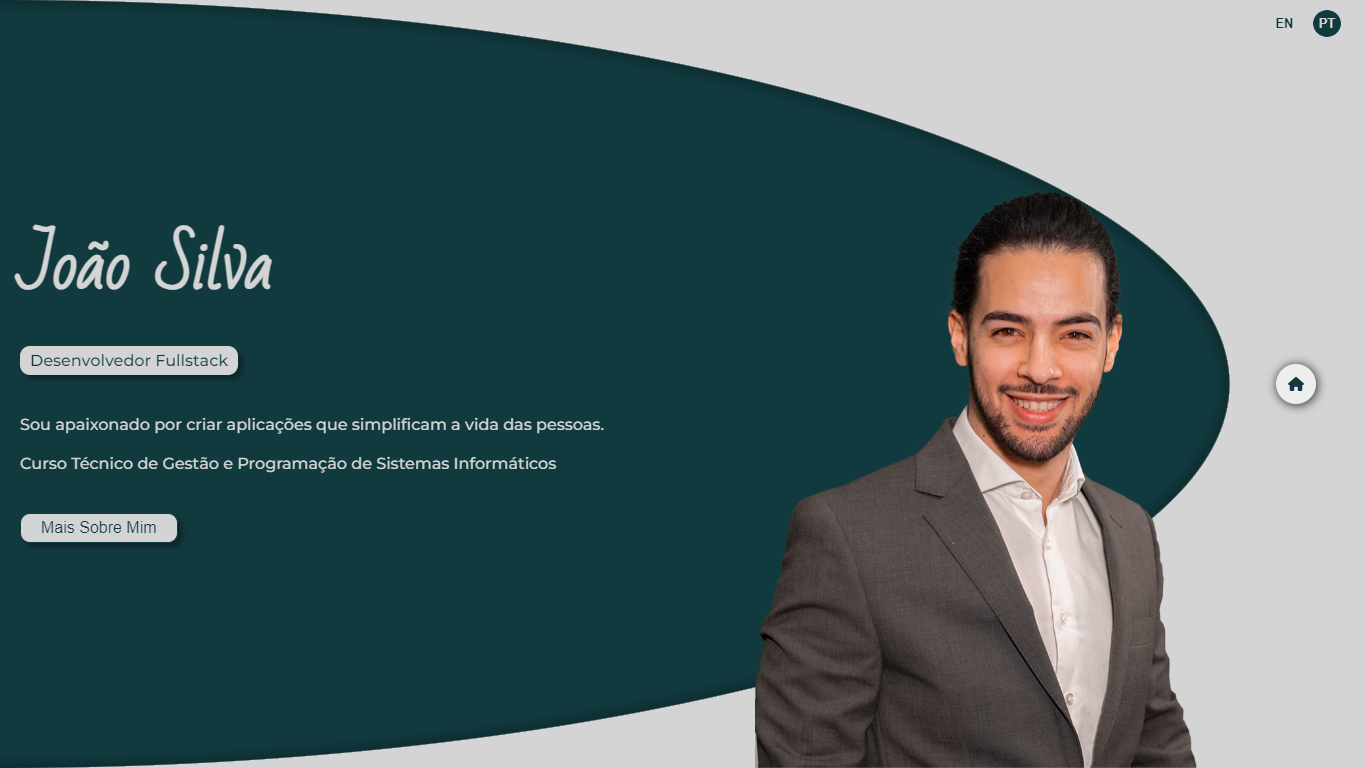 EN PT
João Silva
Desenvolvedor Fullstack
Sou apaixonado por criar aplicações que simplificam a vida das pessoas.
Curso Técnico de Gestão e Programação de Sistemas Informáticos
Mais Sobre Mim